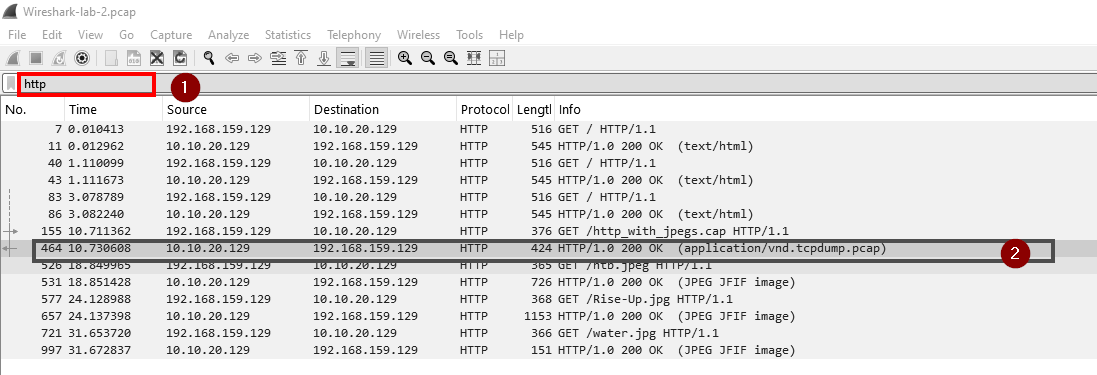 Wireshark-lab-2.pcap
File Edit View Go Capture Analyze Statistics Telephony Wireless Tools Help
http 1
No. Time Source Destination Protocol Lengtl Info
7 0.010413 192.168.159.129 10.10.20.129 HTTP 516 GET / HTTP/1.1
11 0.012962 10.10.20.129 192.168.159.129 HTTP 545 HTTP/1.0 200 OK (text/html)
40 1.110099 192.168.159.129 10.10.20.129 HTTP 516 GET / HTTP/1.1
43 1.111673 10.10.20.129 192.168.159.129 HTTP 545 HTTP/1.0 200 OK (text/html)
83 3.078789 192.168.159.129 10.10.20.129 HTTP 516 GET / HTTP/1.1
86 3.082240 10.10.20.129 192.168.159.129 HTTP 545 HTTP/1.0 200 OK (text/html)
155 10.711362 192.168.159.129 10.10.20.129 HTTP 376 GET /http_with_jpegs.cap HTTP/1.1
464 10.730608 10.10.20.129 192.168.159.129 HTTP 424 HTTP/1.0 200 OK (application/vnd.tcpdump.pcap) 2
526 18.849965 192.168.159.129 10.10.20.129 HTTP 365 GET /htb.jpeg HTTP/1.1
531 18.851428 10.10.20.129 192.168.159.129 HTTP 726 HTTP/1.0 200 OK (JPEG JFIF image)
577 24.128988 192.168.159.129 10.10.20.129 HTTP 368 GET /Rise-Up.jpg HTTP/1.1
657 24.137398 10.10.20.129 192.168.159.129 HTTP 1153 HTTP/1.0 200 OK (JPEG JFIF image)
721 31.653720 192.168.159.129 10.10.20.129 HTTP 366 GET /water.jpg HTTP/1.1
997 31.672837 10.10.20.129 192.168.159.129 HTTP 151 HTTP/1.0 200 OK (JPEG JFIF image)